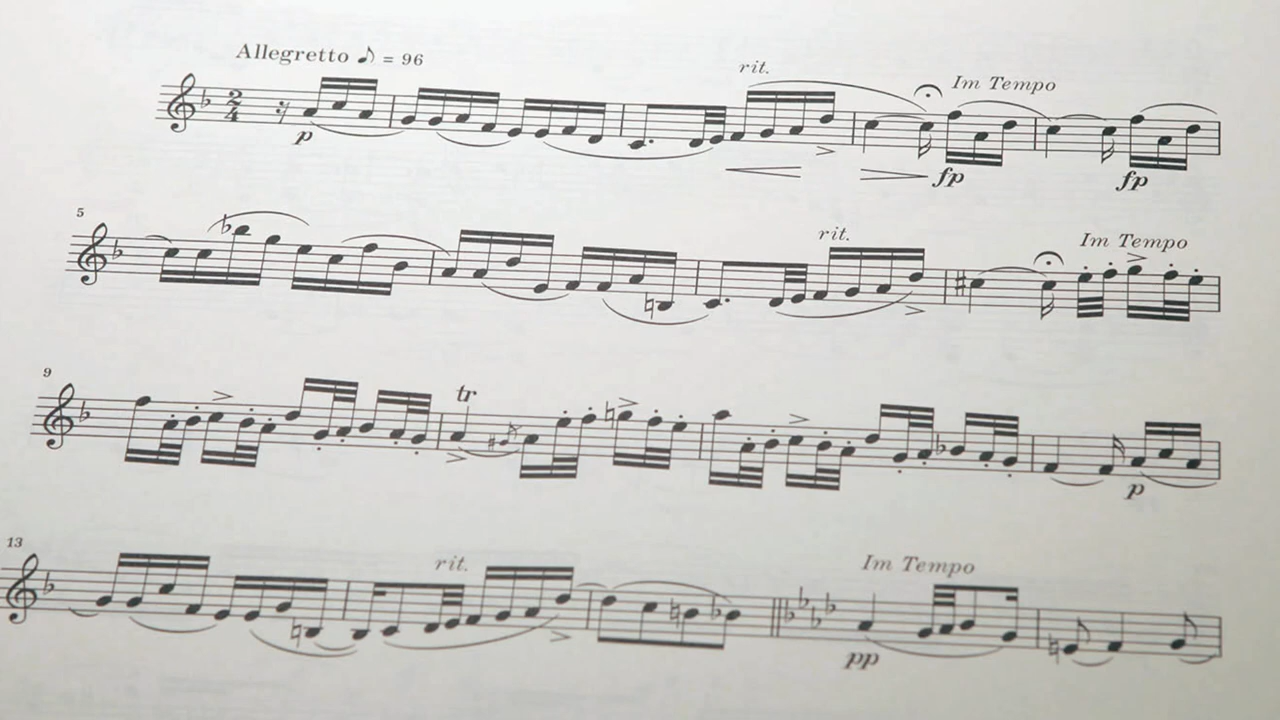 Allegretto ♪ = 96
rit.
Im Tempo
2
4
p
fp
fp
5
rit.
Im Tempo
9
tr
p
13
rit.
Im Tempo
pp